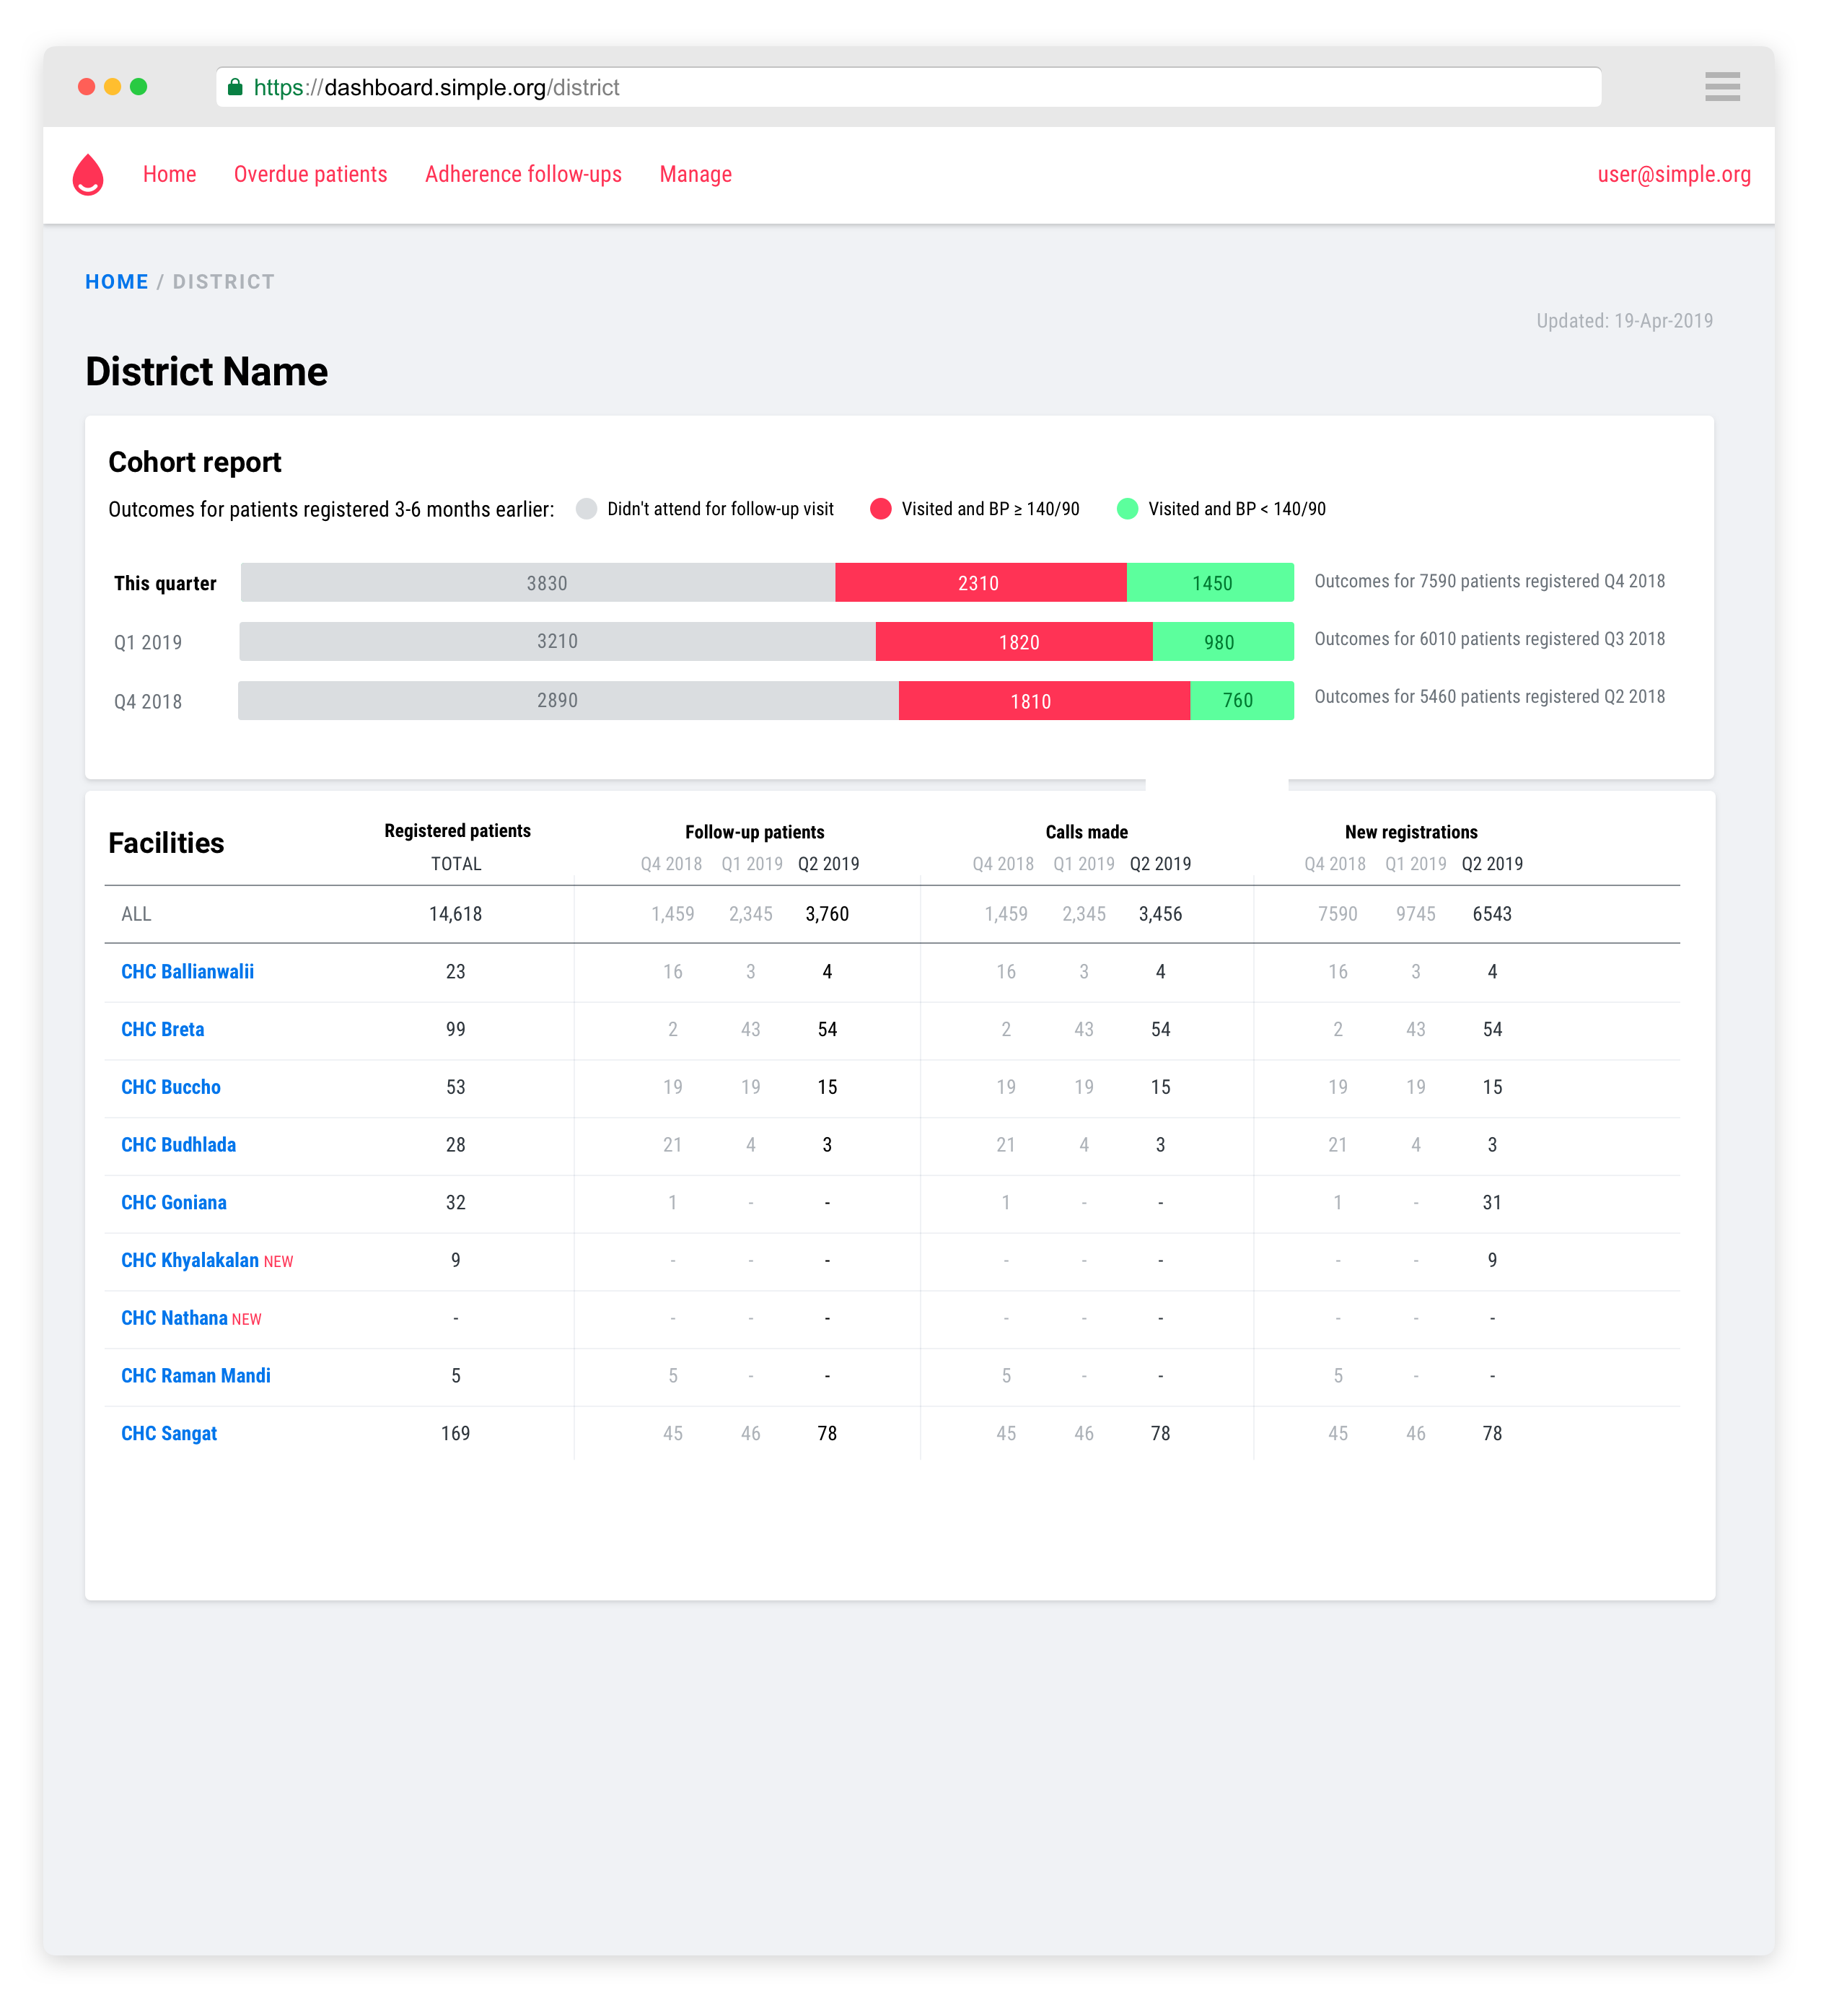 https://dashboard.simple.org/district
Home Overdue patients Adherence follow-ups Manage user@simple.org
HOME / DISTRICT
Updated: 19-Apr-2019
District Name
Cohort report
Outcomes for patients registered 3-6 months earlier: Didn't attend for follow-up visit Visited and BP ≥ 140/90 Visited and BP < 140/90
This quarter 3830 2310 1450 Outcomes for 7590 patients registered Q4 2018
Q1 2019 3210 1820 980 Outcomes for 6010 patients registered Q3 2018
Q4 2018 2890 1810 760 Outcomes for 5460 patients registered Q2 2018
Facilities Registered patients Follow-up patients Calls made New registrations
TOTAL Q4 2018 Q1 2019 Q2 2019 Q4 2018 Q1 2019 Q2 2019 Q4 2018 Q1 2019 Q2 2019
ALL 14,618 1,459 2,345 3,760 1,459 2,345 3,456 7590 9745 6543
CHC Ballianwalii 23 16 3 4 16 3 4 16 3 4
CHC Breta 99 2 43 54 2 43 54 2 43 54
CHC Buccho 53 19 19 15 19 19 15 19 19 15
CHC Budhlada 28 21 4 3 21 4 3 21 4 3
CHC Goniana 32 1 - - 1 - - 1 - 31
CHC Khyalakalan NEW 9 - - - - - - - - 9
CHC Nathana NEW - - - - - - - - - -
CHC Raman Mandi 5 5 - - 5 - - 5 - -
CHC Sangat 169 45 46 78 45 46 78 45 46 78